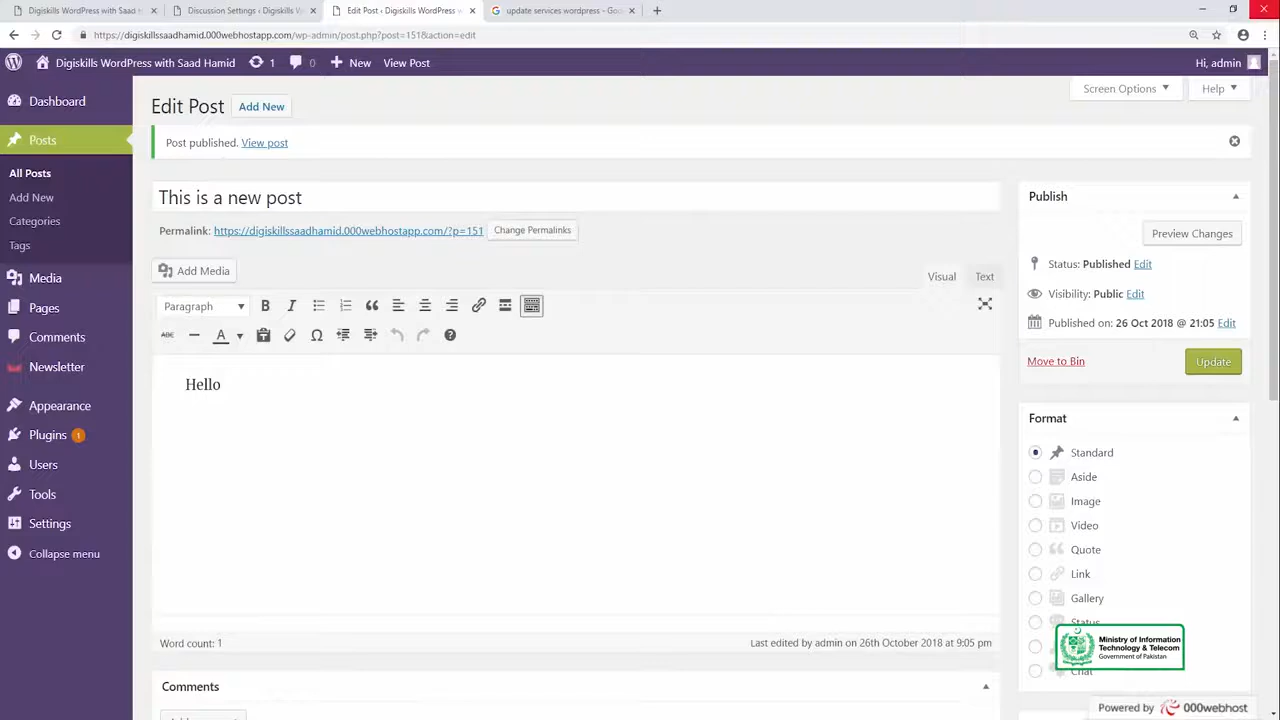 Digiskills WordPress with Saad H
Discussion Settings ‹ Digiskills W
Edit Post ‹ Digiskills WordPress w
update services wordpress - Goo
https://digiskillssaadhamid.000webhostapp.com/wp-admin/post.php?post=151&action=edit
Digiskills WordPress with Saad Hamid 1 0 New View Post Hi, admin
Screen Options Help
Dashboard
Posts
All Posts
Add New
Categories
Tags
Media
Pages
Comments
Newsletter
Appearance
Plugins 1
Users
Tools
Settings
Collapse menu
Edit Post Add New
Post published. View post
This is a new post
Permalink: https://digiskillssaadhamid.000webhostapp.com/?p=151 Change Permalinks
Add Media
Visual Text
Paragraph B I
ABC A
Hello
Word count: 1
Last edited by admin on 26th October 2018 at 9:05 pm
Comments
Publish
Preview Changes
Status: Published Edit
Visibility: Public Edit
Published on: 26 Oct 2018 @ 21:05 Edit
Move to Bin Update
Format
Standard
Aside
Image
Video
Quote
Link
Gallery
Status
Chat
Ministry of Information
Technology & Telecom
Government of Pakistan
Powered by 000webhost